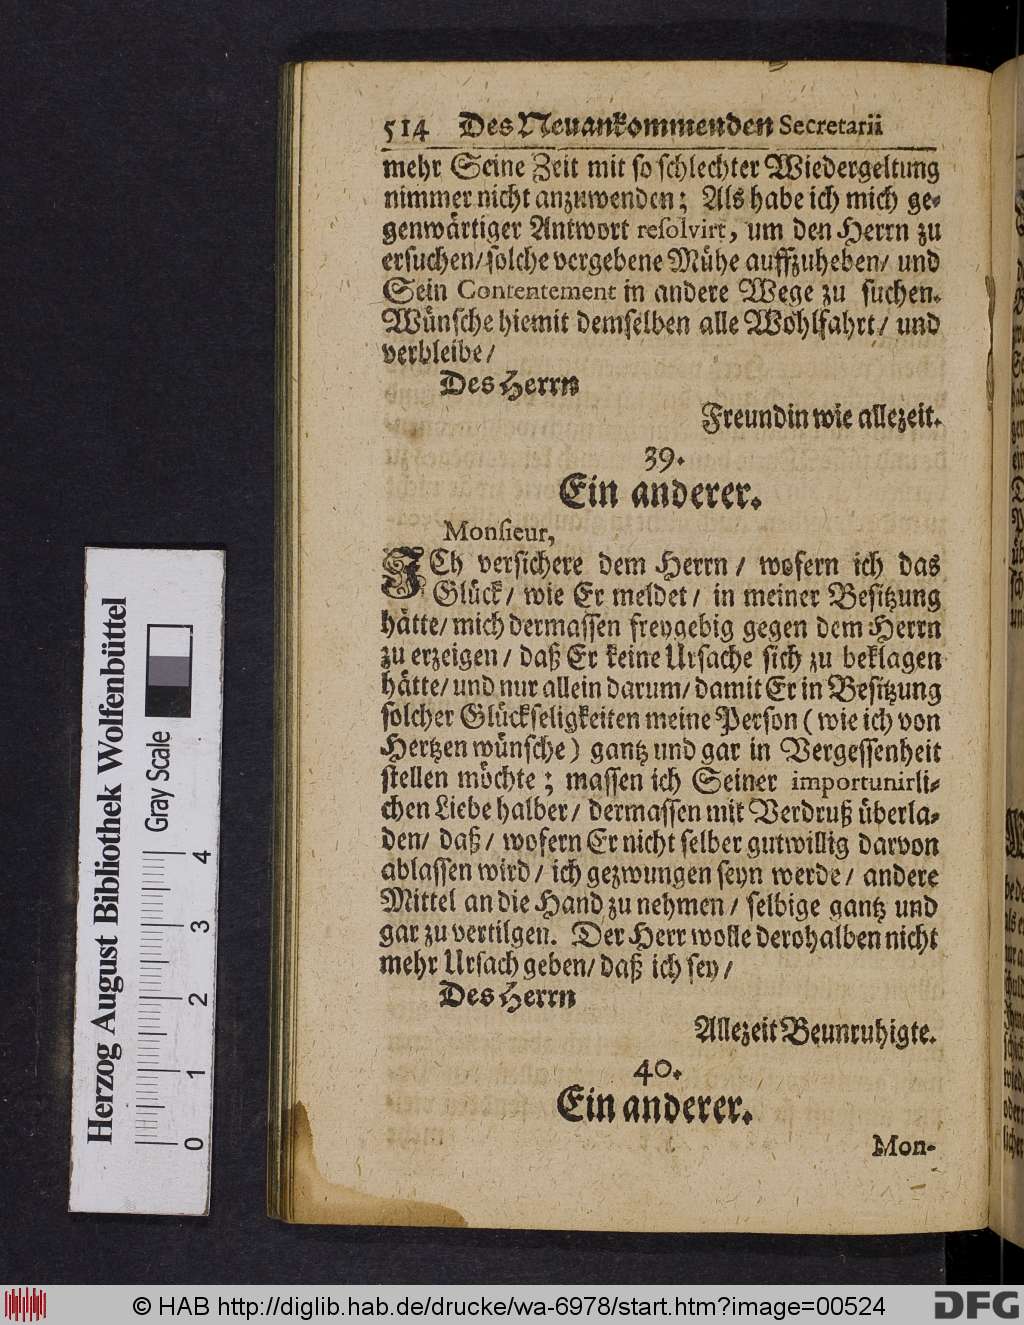 514 Des Neuankommenden Secretarii
mehr Seine Zeit mit so schlechter Wiedergeltung
nimmer nicht anzuwenden; Als habe ich mich ge-
genwärtiger Antwort resolvirt, um den Herrn zu
ersuchen/ solche vergebene Mühe auffzuheben/ und
Sein Contentement in andere Wege zu suchen.
Wünsche hiemit demselben alle Wohlfahrt/ und
verbleibe/
Des Herrn
Freundin wie allezeit.
39.
Ein anderer.
Monsieur,
ICh versichere dem Herrn/ wofern ich das
Glück/ wie Er meldet/ in meiner Besitzung
hätte/ mich dermassen freygebig gegen dem Herrn
zu erzeigen/ daß Er keine Ursache sich zu beklagen
hätte/ und nur allein darum/ damit Er in Besitzung
solcher Glückseligkeiten meine Person (wie ich von
Hertzen wünsche) gantz und gar in Vergessenheit
stellen möchte; massen ich Seiner importunirli-
chen Liebe halber/ dermassen mit Verdruß überla-
den/ daß/ wofern Er nicht selber gutwillig darvon
ablassen wird/ ich gezwungen seyn werde/ andere
Mittel an die Hand zu nehmen/ selbige gantz und
gar zu vertilgen. Der Herr wolle derohalben nicht
mehr Ursach geben/ daß ich sey/
Des Herrn
Allezeit Beunruhigte.
40.
Ein anderer.
Mon-
Herzog August Bibliothek Wolfenbüttel
Gray Scale
0 1 2 3 4
© HAB http://diglib.hab.de/drucke/wa-6978/start.htm?image=00524
DFG